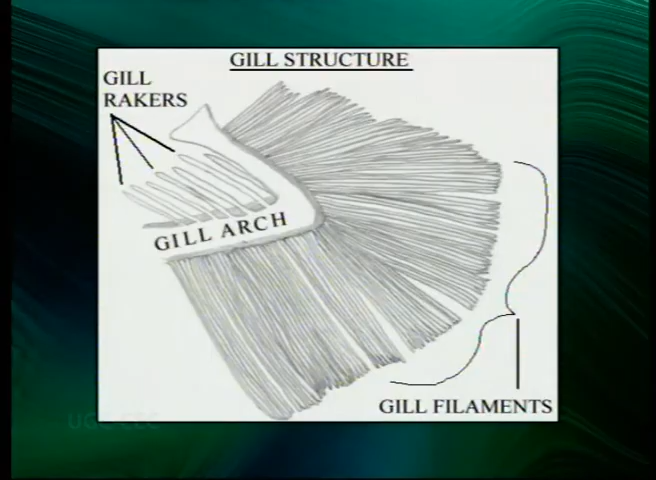 GILL STRUCTURE
GILL
RAKERS
GILL ARCH
GILL FILAMENTS